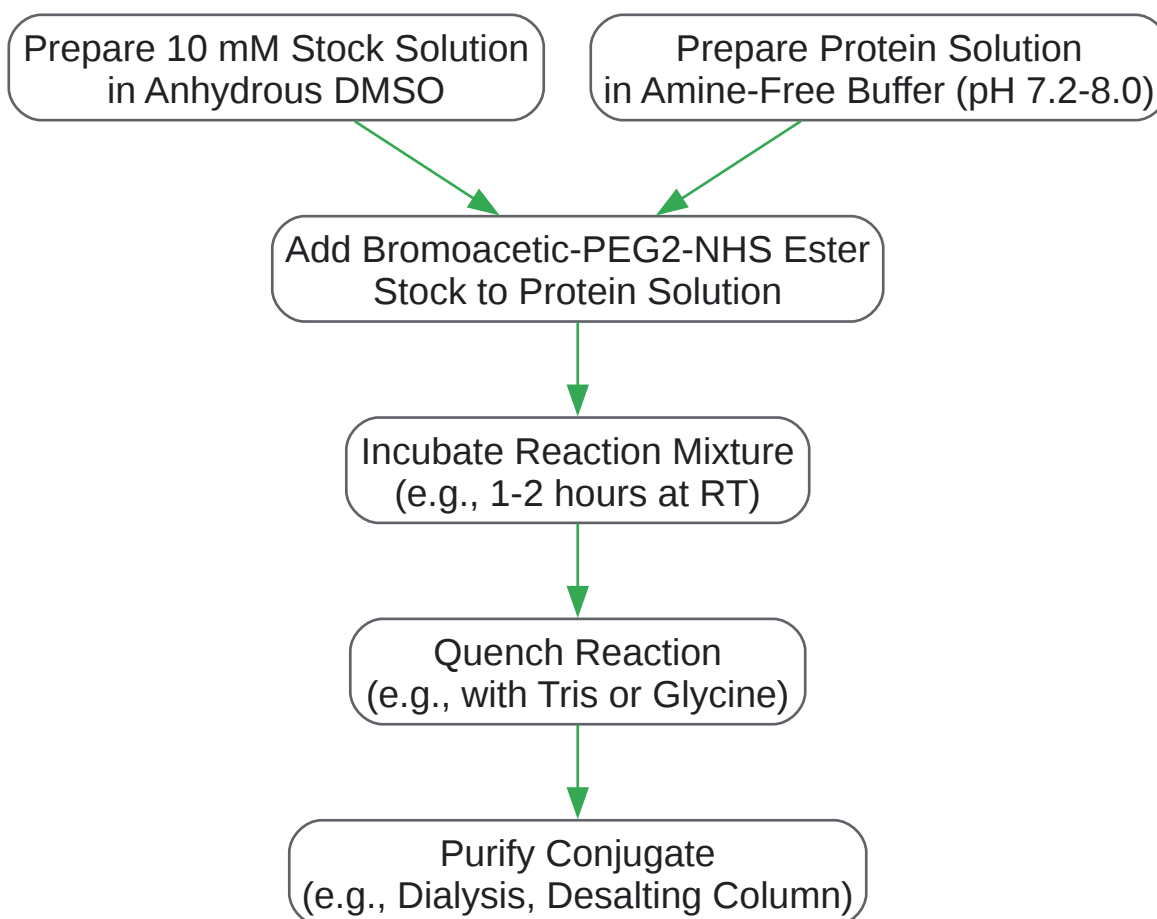 Prepare 10 mM Stock Solution
in Anhydrous DMSO
Prepare Protein Solution
in Amine-Free Buffer (pH 7.2-8.0)
Add Bromoacetic-PEG2-NHS Ester
Stock to Protein Solution
Incubate Reaction Mixture
(e.g., 1-2 hours at RT)
Quench Reaction
(e.g., with Tris or Glycine)
Purify Conjugate
(e.g., Dialysis, Desalting Column)